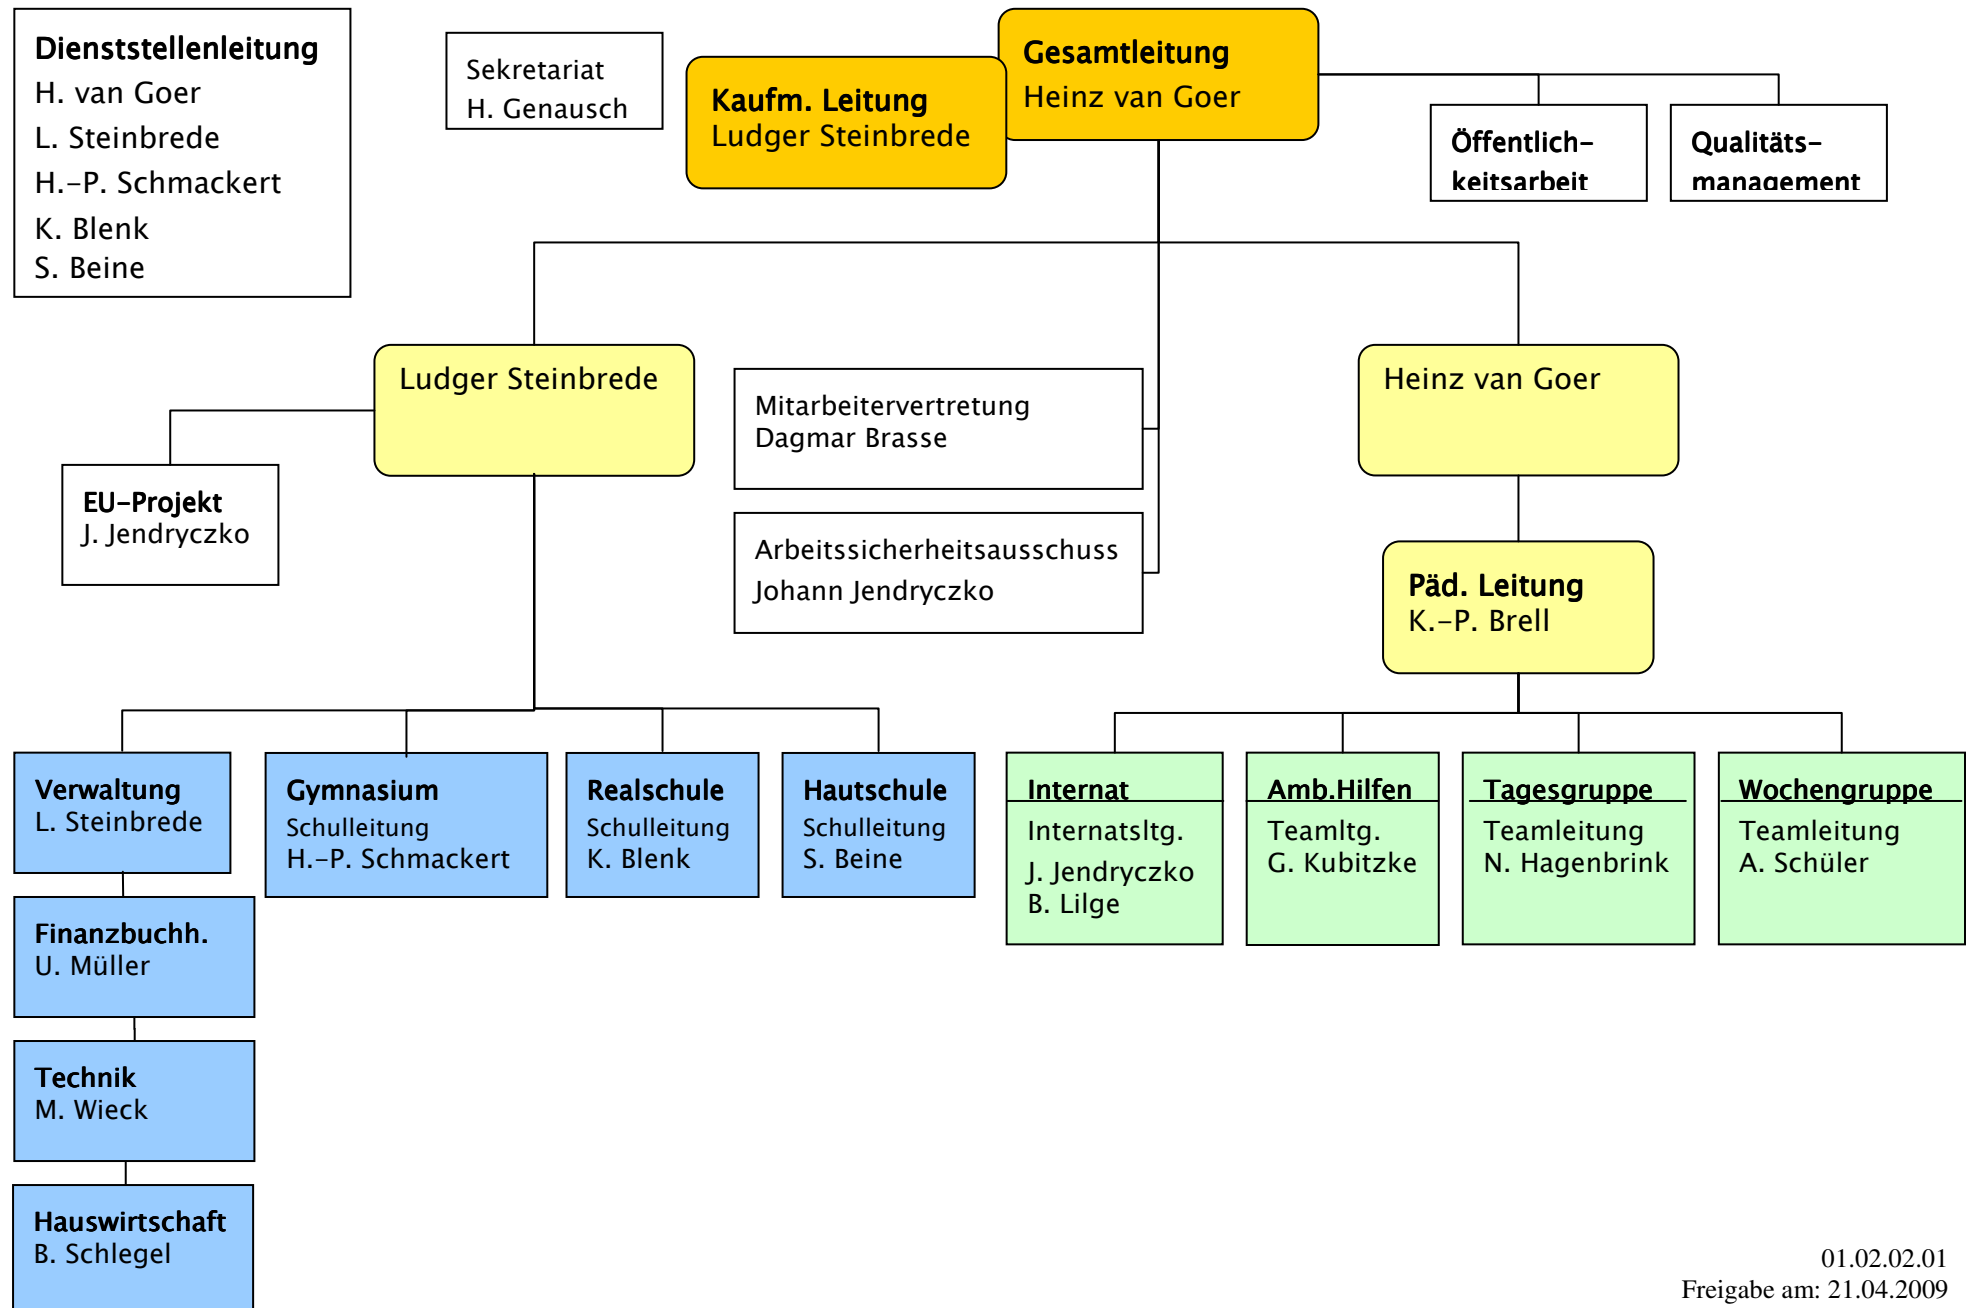 Dienststellenleitung
H. van Goer
L. Steinbrede
H.-P. Schmackert
K. Blenk
S. Beine
Sekretariat
H. Genausch
Kaufm. Leitung
Ludger Steinbrede
Gesamtleitung
Heinz van Goer
Öffentlich-
keitsarbeit
Qualitäts-
management
Ludger Steinbrede
Mitarbeitervertretung
Dagmar Brasse
Heinz van Goer
EU-Projekt
J. Jendryczko
Arbeitssicherheitsausschuss
Johann Jendryczko
Päd. Leitung
K.-P. Brell
Verwaltung
L. Steinbrede
Gymnasium
Schulleitung
H.-P. Schmackert
Realschule
Schulleitung
K. Blenk
Hautschule
Schulleitung
S. Beine
Internat
Internatsltg.
J. Jendryczko
B. Lilge
Amb.Hilfen
Teamltg.
G. Kubitzke
Tagesgruppe
Teamleitung
N. Hagenbrink
Wochengruppe
Teamleitung
A. Schüler
Finanzbuchh.
U. Müller
Technik
M. Wieck
Hauswirtschaft
B. Schlegel
01.02.02.01
Freigabe am: 21.04.2009